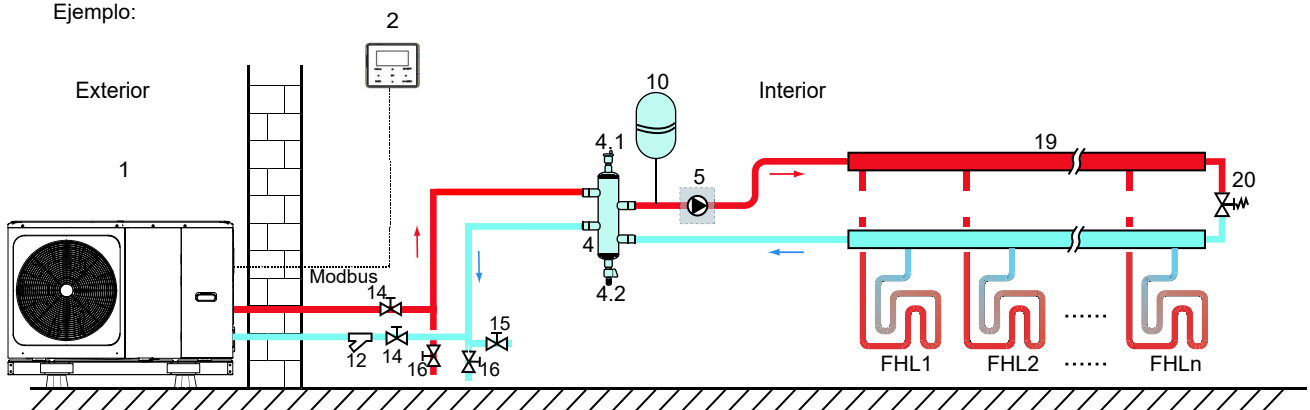 Ejemplo:
2
Exterior
10
Interior
4.1
19
1
5
20
4
Modbus
4.2
14
15
12
14
16
16
FHL1
FHL2
......
FHLn
......